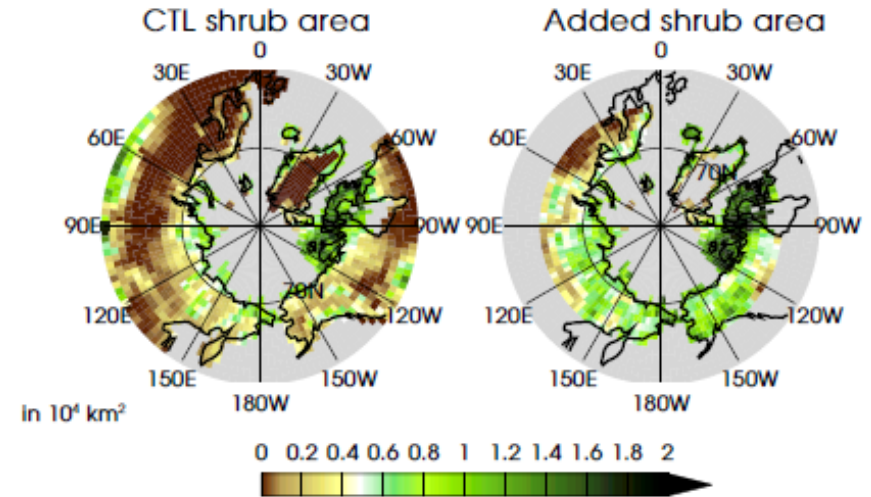 CTL shrub area Added shrub area
0 0
30E 30W 30E 30W
60E 60W 60E 60W
70N
90E 90W 90E 90W
70N
120E 120W 120E 120W
150E 150W 150E 150W
180W 180W
in 10⁴ km²
0 0.2 0.4 0.6 0.8 1 1.2 1.4 1.6 1.8 2